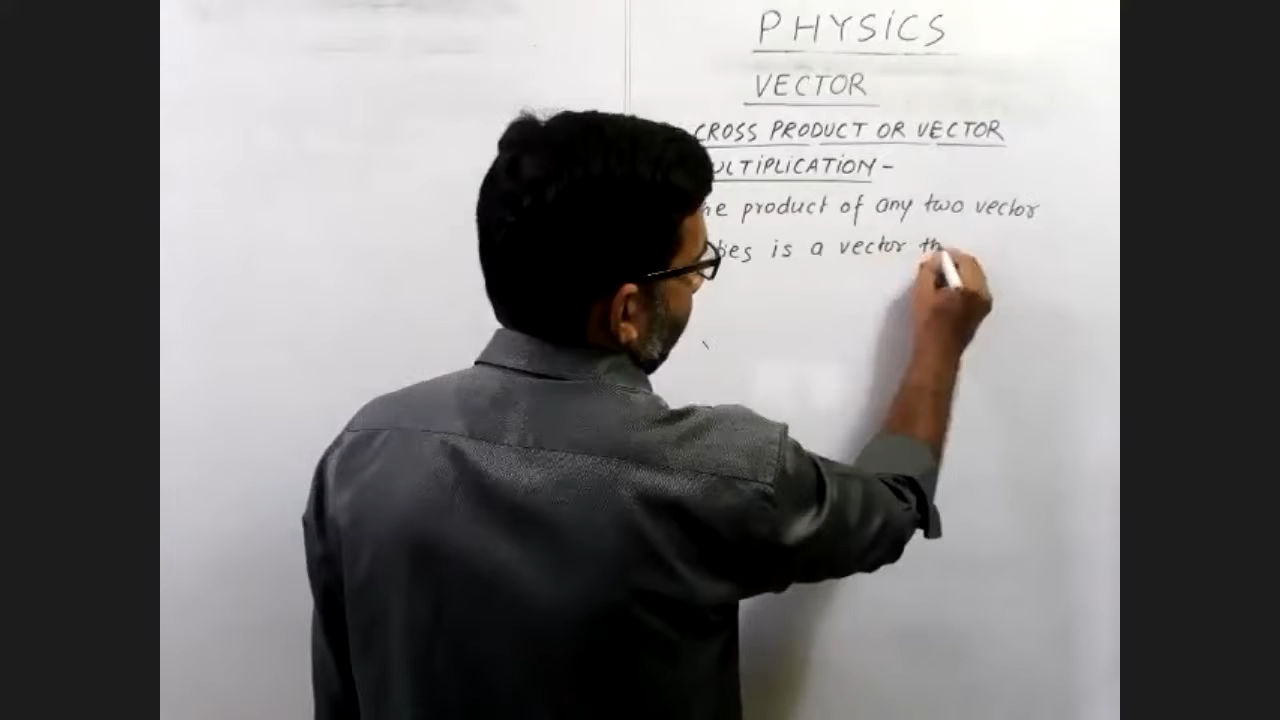 PHYSICS
VECTOR
CROSS PRODUCT OR VECTOR
ULTIPLICATION-
he product of any two vector
ies is a vector th